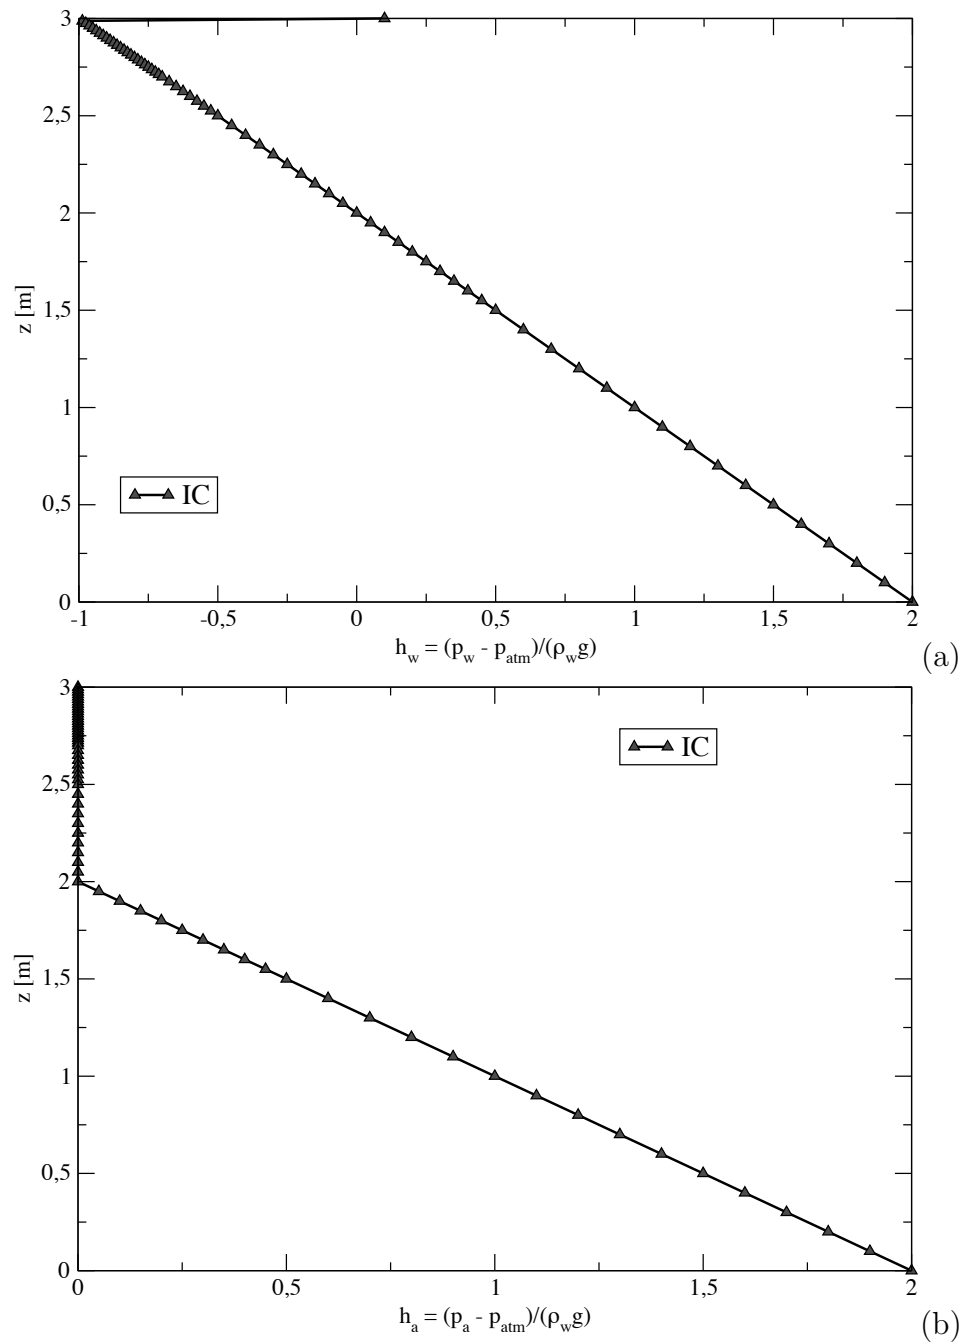 3
2,5
2
1,5
1
0,5
0
z [m]
IC
-1 -0,5 0 0,5 1 1,5 2
h_w = (p_w - p_atm)/(ρ_w g)
(a)
3
2,5
2
1,5
1
0,5
0
z [m]
IC
0 0,5 1 1,5 2
h_a = (p_a - p_atm)/(ρ_w g)
(b)